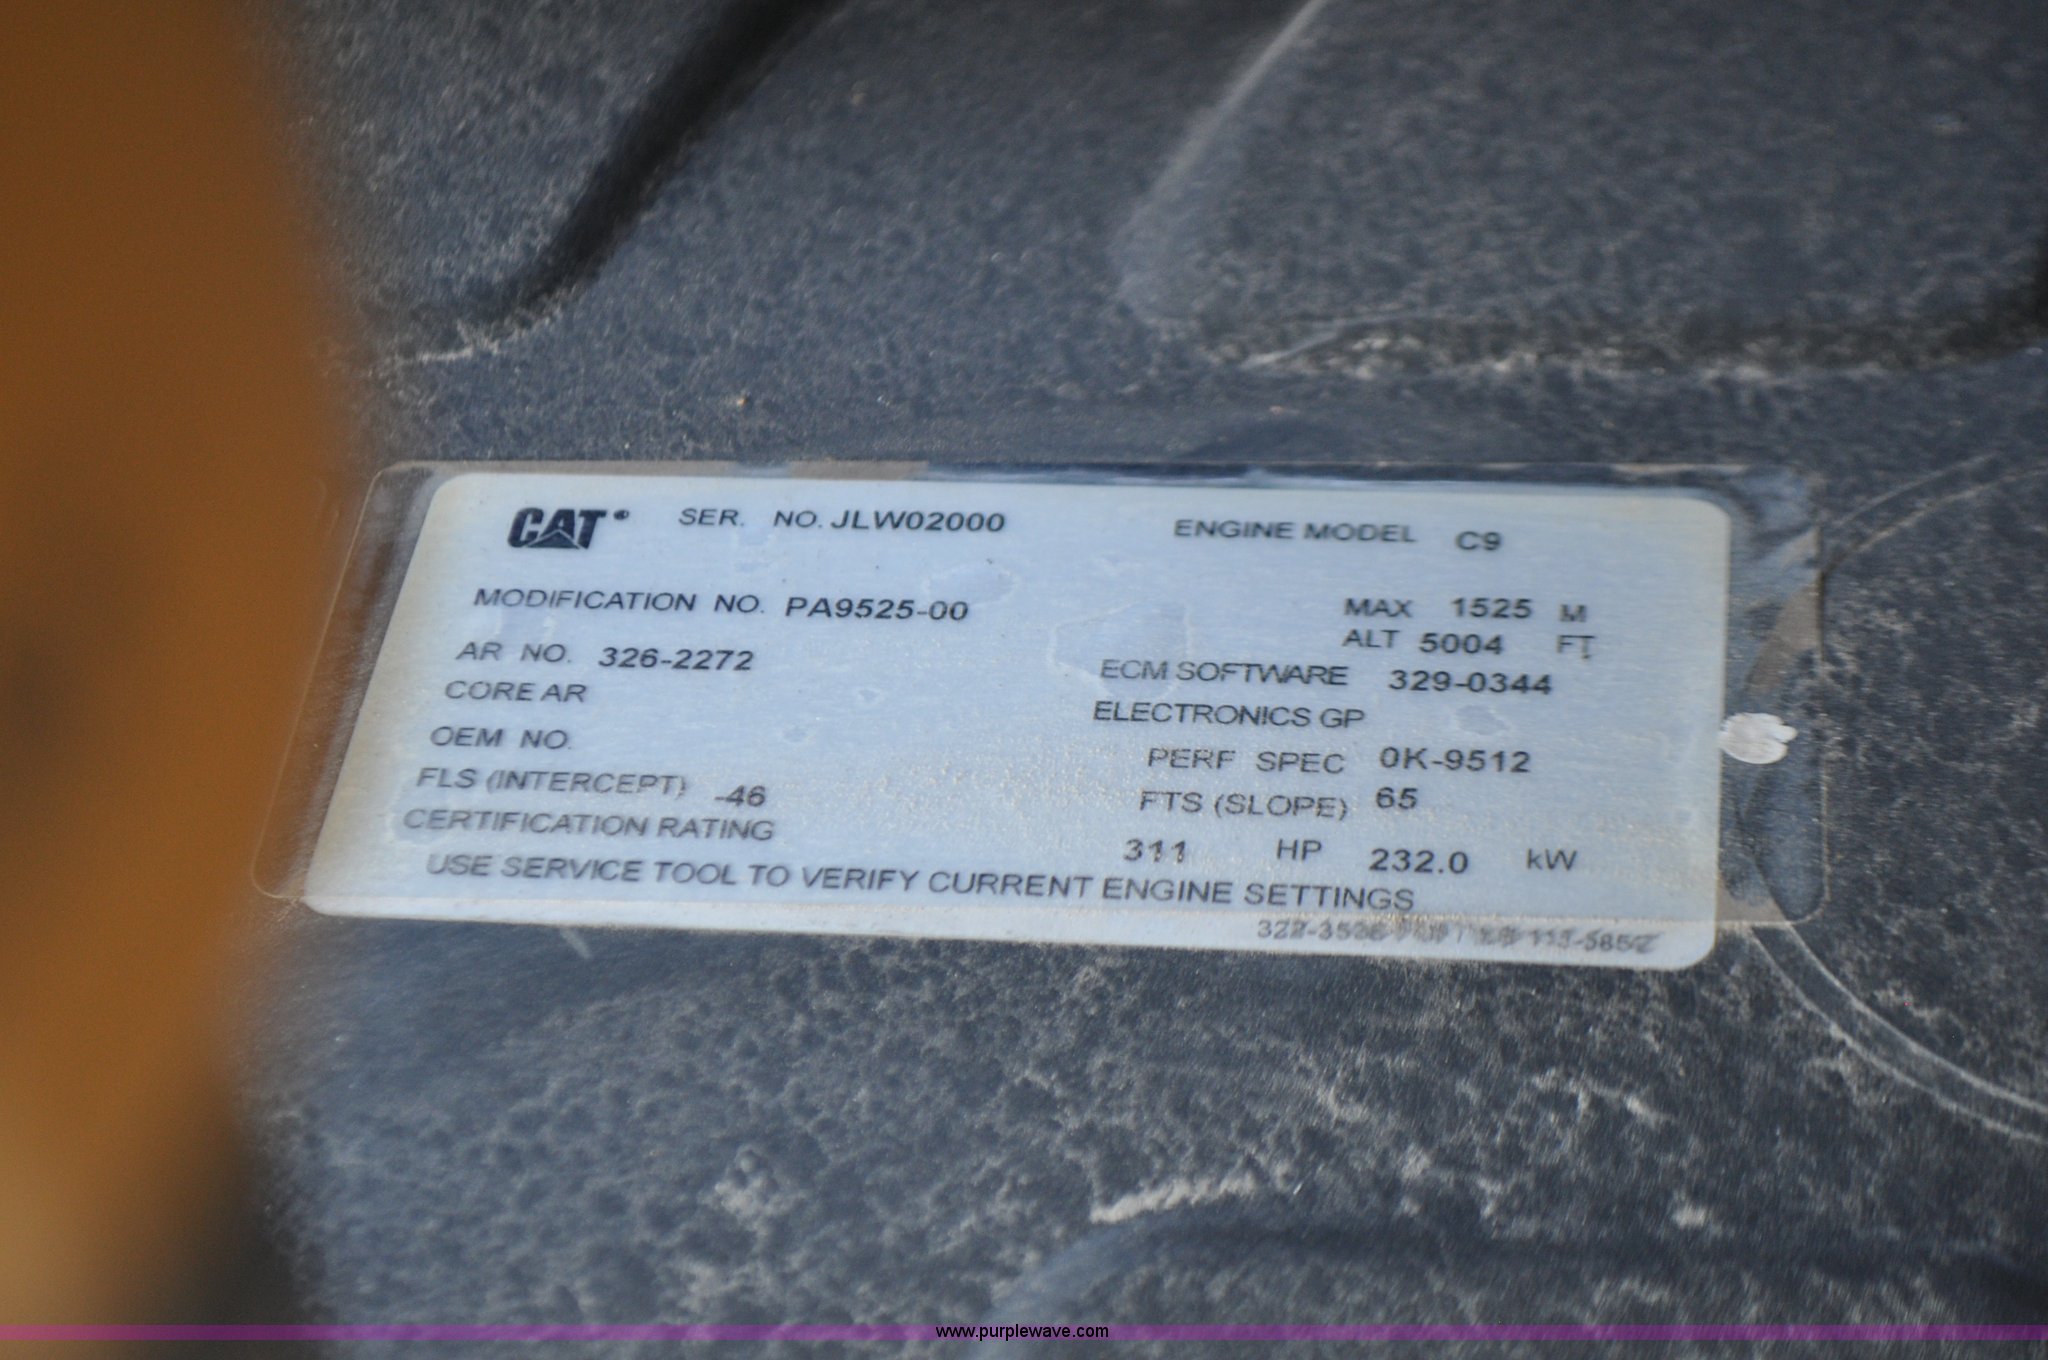 CAT® SER. NO. JLW02000 ENGINE MODEL C9
MODIFICATION NO. PA9525-00 MAX 1525 M
ALT 5004 FT.
AR NO. 326-2272 ECM SOFTWARE 329-0344
CORE AR ELECTRONICS GP
OEM NO. PERF SPEC 0K-9512
FLS (INTERCEPT) -46 FTS (SLOPE) 65
CERTIFICATION RATING 311 HP 232.0 kW
USE SERVICE TOOL TO VERIFY CURRENT ENGINE SETTINGS
www.purplewave.com